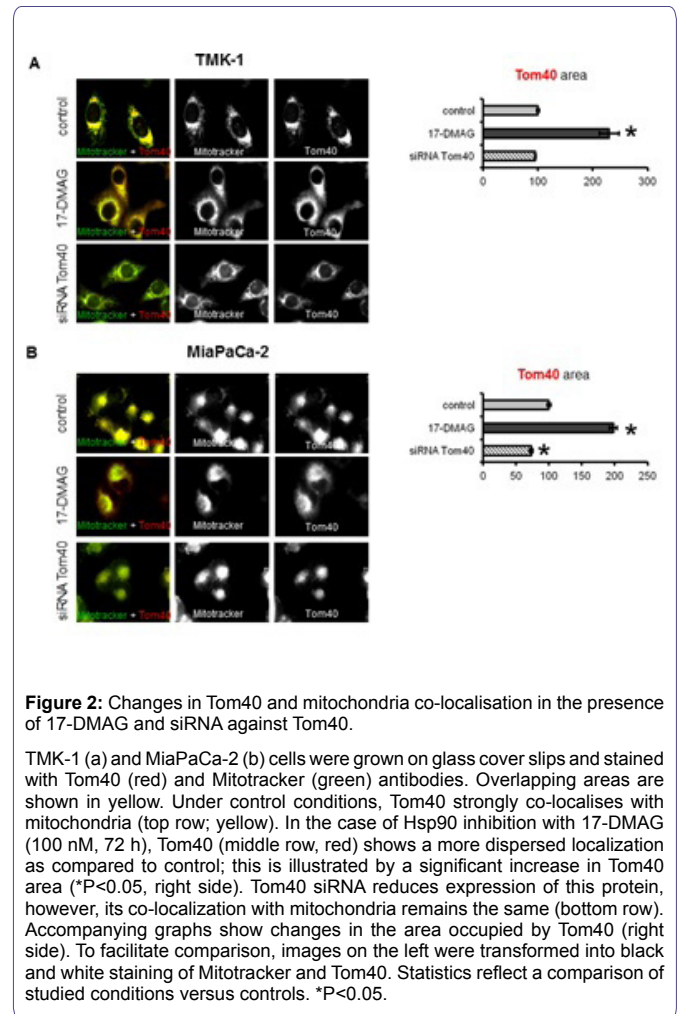 A
TMK-1
control
Mitotracker + Tom40
Mitotracker
Tom40
17-DMAG
Mitotracker + Tom40
Mitotracker
Tom40
siRNA Tom40
Mitotracker + Tom40
Mitotracker
Tom40
Tom40 area
control
17-DMAG
*
siRNA Tom40
0 100 200 300
B
MiaPaCa-2
control
Mitotracker + Tom40
Mitotracker
Tom40
17-DMAG
Mitotracker + Tom40
Mitotracker
Tom40
siRNA Tom40
Mitotracker + Tom40
Mitotracker
Tom40
Tom40 area
control
17-DMAG
*
siRNA Tom40
*
0 50 100 150 200 250
Figure 2: Changes in Tom40 and mitochondria co-localisation in the presence
of 17-DMAG and siRNA against Tom40.
TMK-1 (a) and MiaPaCa-2 (b) cells were grown on glass cover slips and stained
with Tom40 (red) and Mitotracker (green) antibodies. Overlapping areas are
shown in yellow. Under control conditions, Tom40 strongly co-localises with
mitochondria (top row; yellow). In the case of Hsp90 inhibition with 17-DMAG
(100 nM, 72 h), Tom40 (middle row, red) shows a more dispersed localization
as compared to control; this is illustrated by a significant increase in Tom40
area (*P<0.05, right side). Tom40 siRNA reduces expression of this protein,
however, its co-localization with mitochondria remains the same (bottom row).
Accompanying graphs show changes in the area occupied by Tom40 (right
side). To facilitate comparison, images on the left were transformed into black
and white staining of Mitotracker and Tom40. Statistics reflect a comparison of
studied conditions versus controls. *P<0.05.